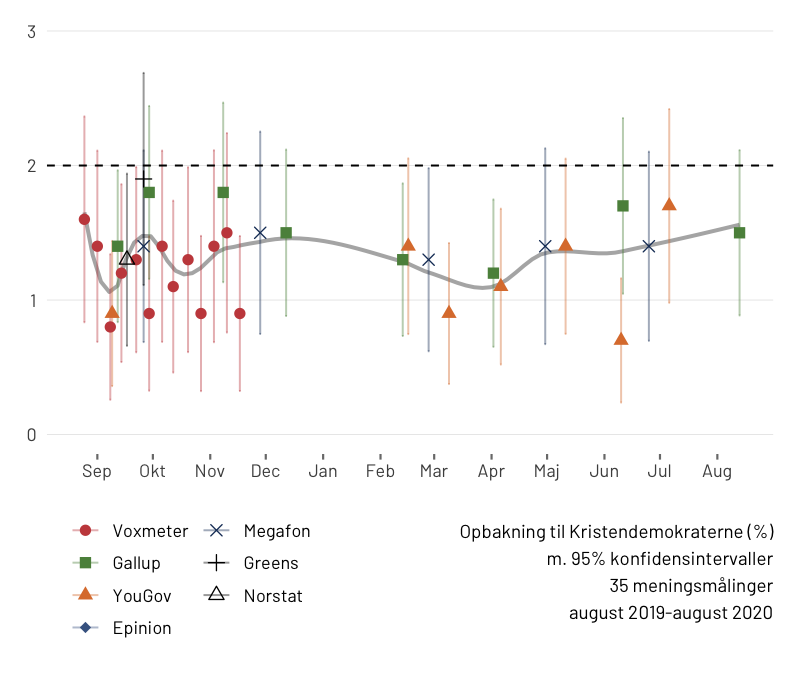 3
2
1
0
Sep Okt Nov Dec Jan Feb Mar Apr Maj Jun Jul Aug
Voxmeter Megafon
Gallup Greens
YouGov Norstat
Epinion
Opbakning til Kristendemokraterne (%)
m. 95% konfidensintervaller
35 meningsmålinger
august 2019-august 2020